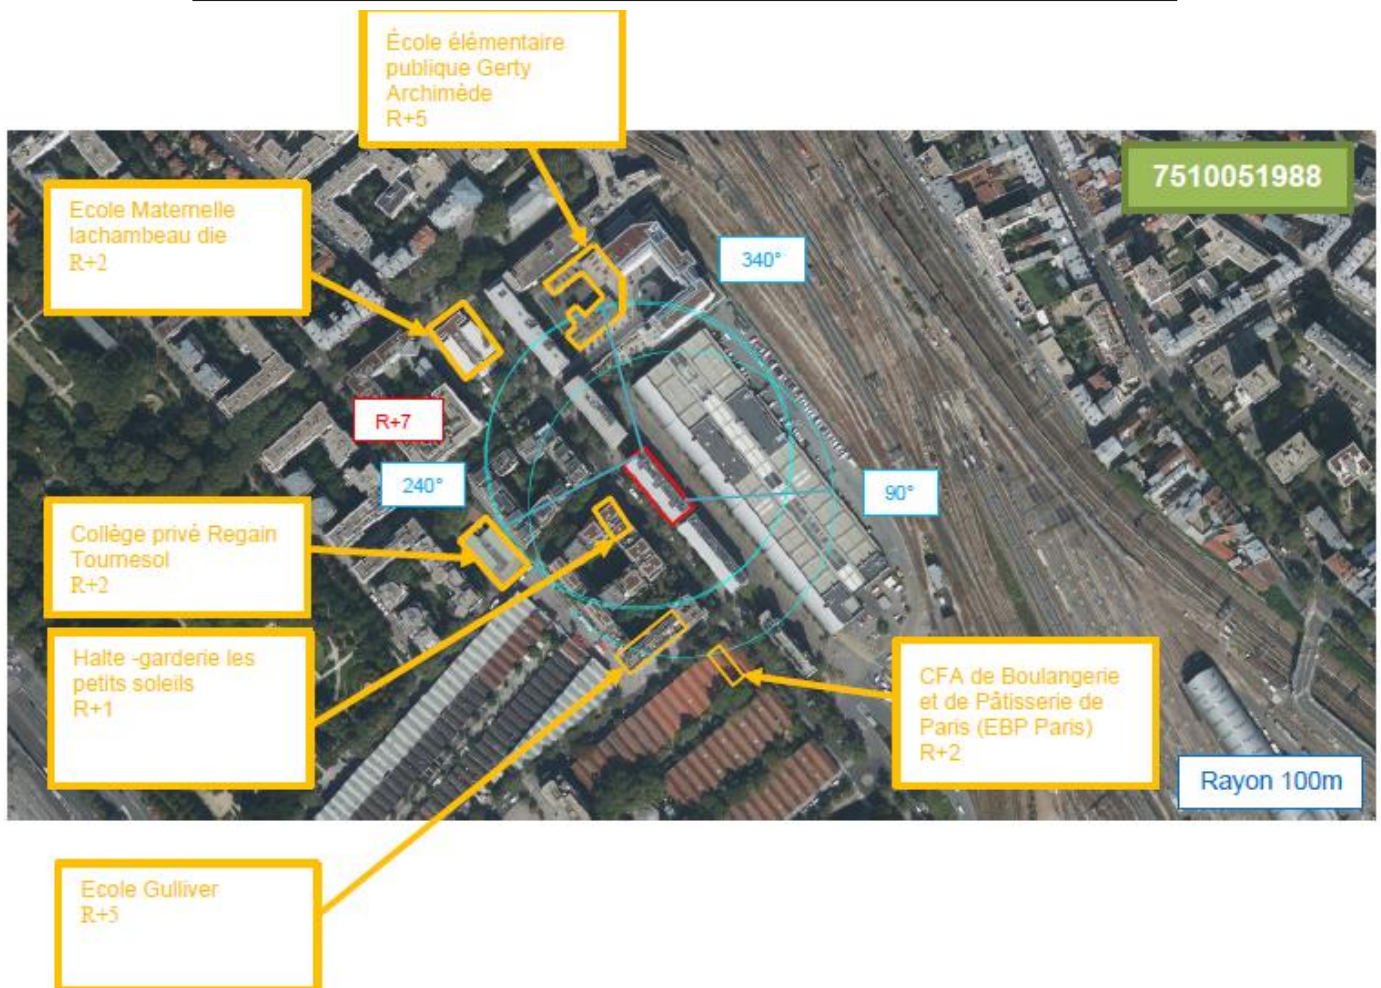 École élémentaire
publique Gerty
Archimède
R+5
7510051988
Ecole Maternelle
lachambeau die
R+2
340°
R+7
240°
90°
Collège privé Regain
Tournesol
R+2
Halte -garderie les
petits soleils
R+1
CFA de Boulangerie
et de Pâtisserie de
Paris (EBP Paris)
R+2
Rayon 100m
Ecole Gulliver
R+5